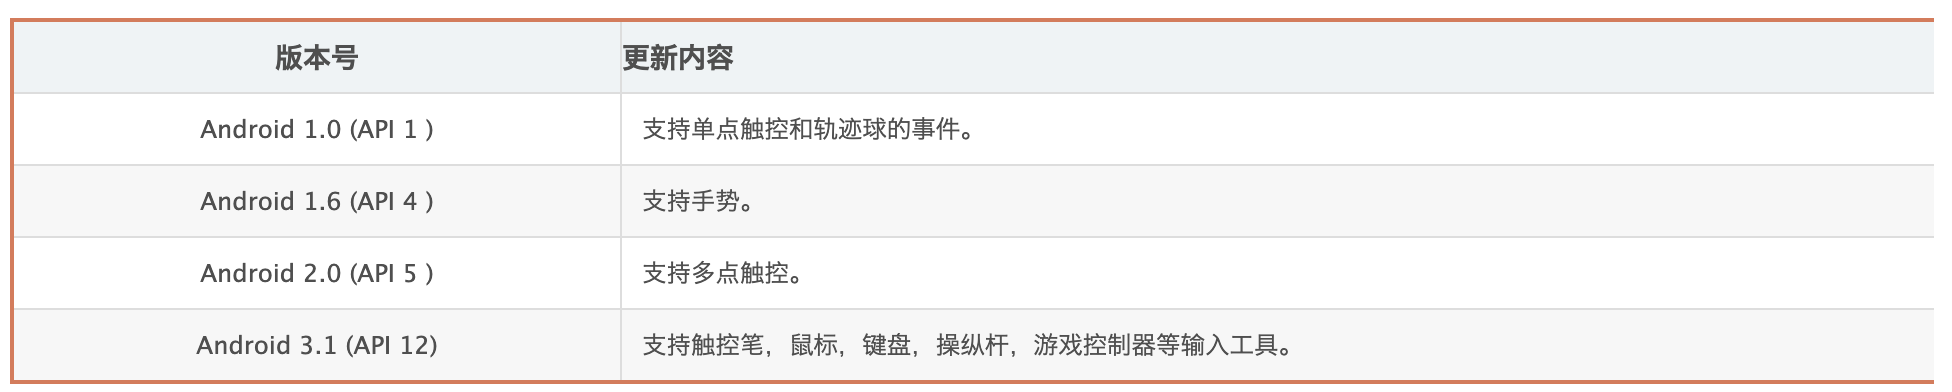 版本号 更新内容
Android 1.0 (API 1 ) 支持单点触控和轨迹球的事件。
Android 1.6 (API 4 ) 支持手势。
Android 2.0 (API 5 ) 支持多点触控。
Android 3.1 (API 12) 支持触控笔，鼠标，键盘，操纵杆，游戏控制器等输入工具。